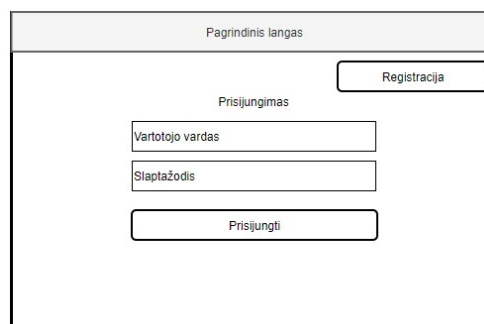 Pagrindinis langas
Registracija
Prisijungimas
Vartotojo vardas
Slaptažodis
Prisijungti